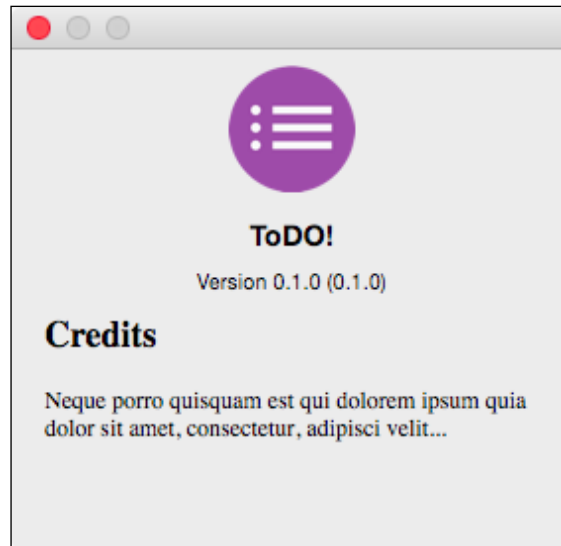 ToDO!
Version 0.1.0 (0.1.0)
Credits
Neque porro quisquam est qui dolorem ipsum quia
dolor sit amet, consectetur, adipisci velit...